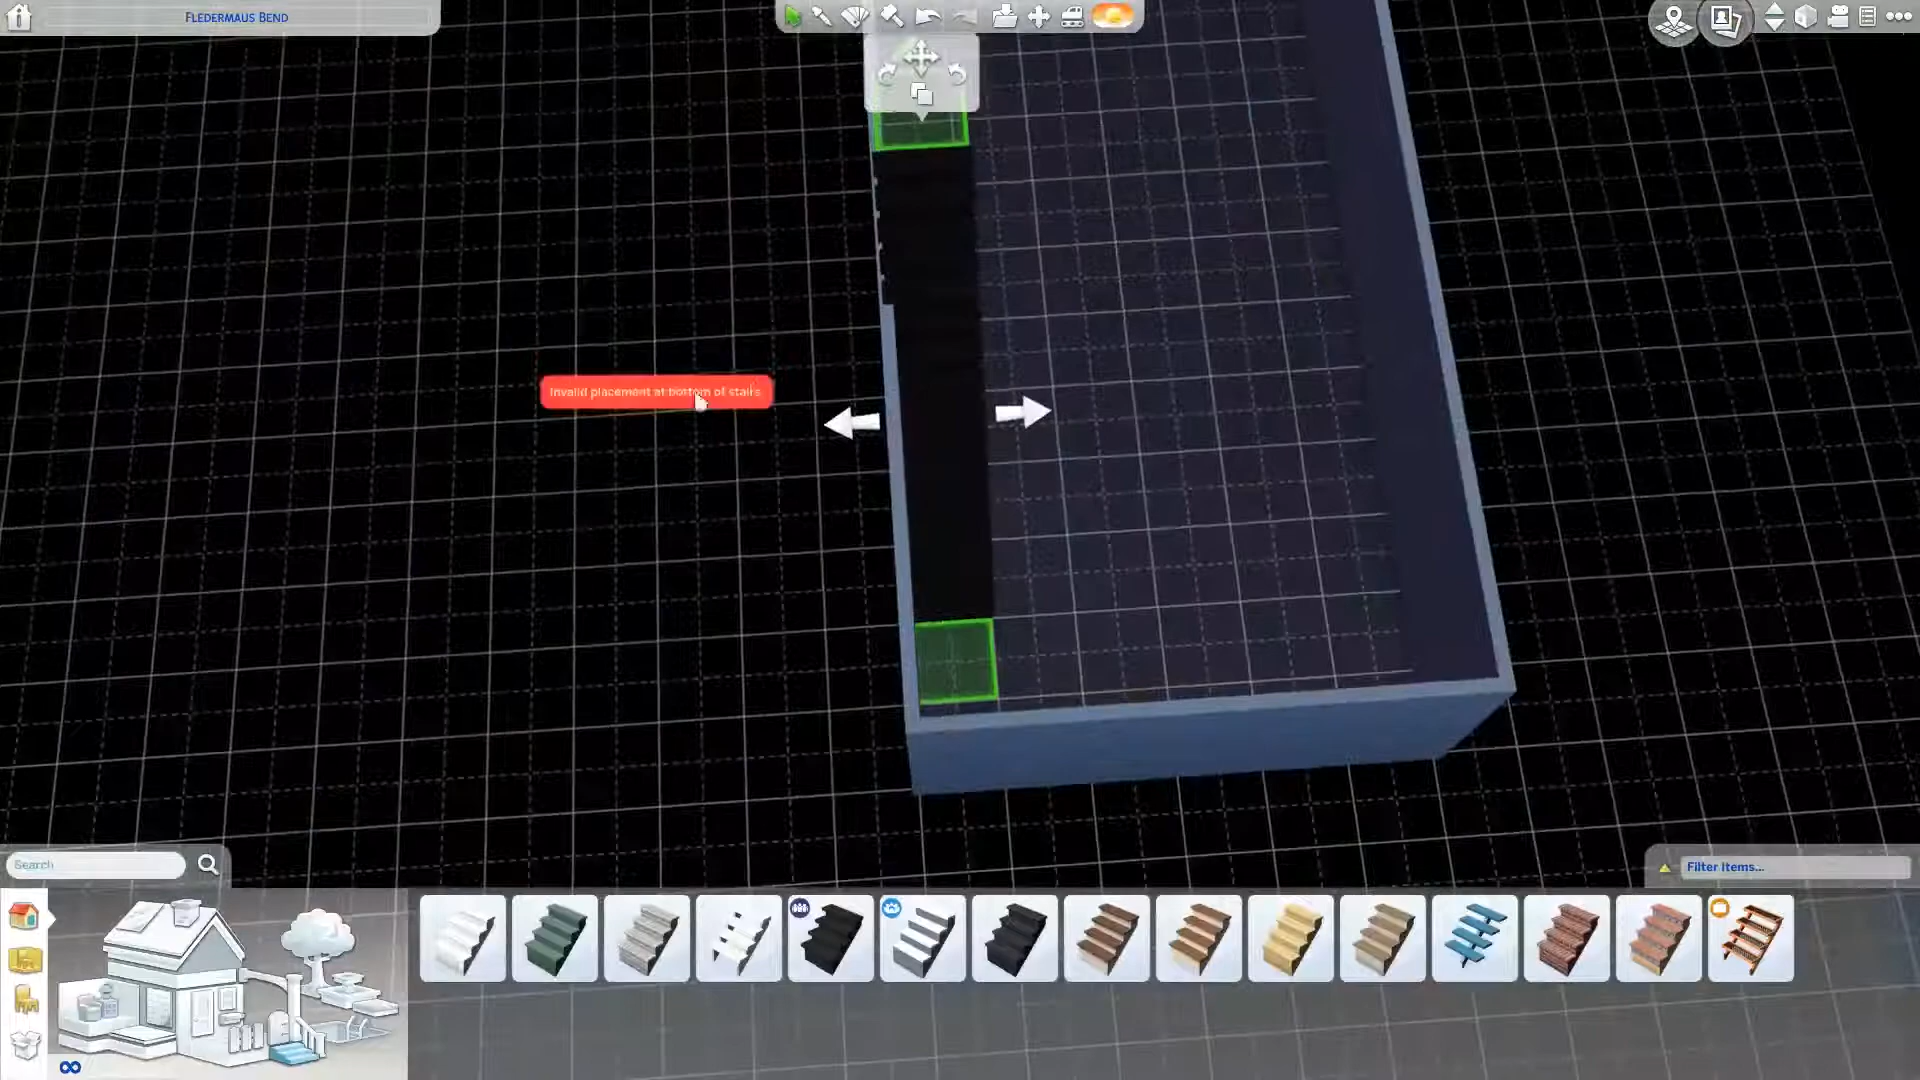 Fledermaus Bend
Invalid placement at bottom of stairs
Search
Filter Items...